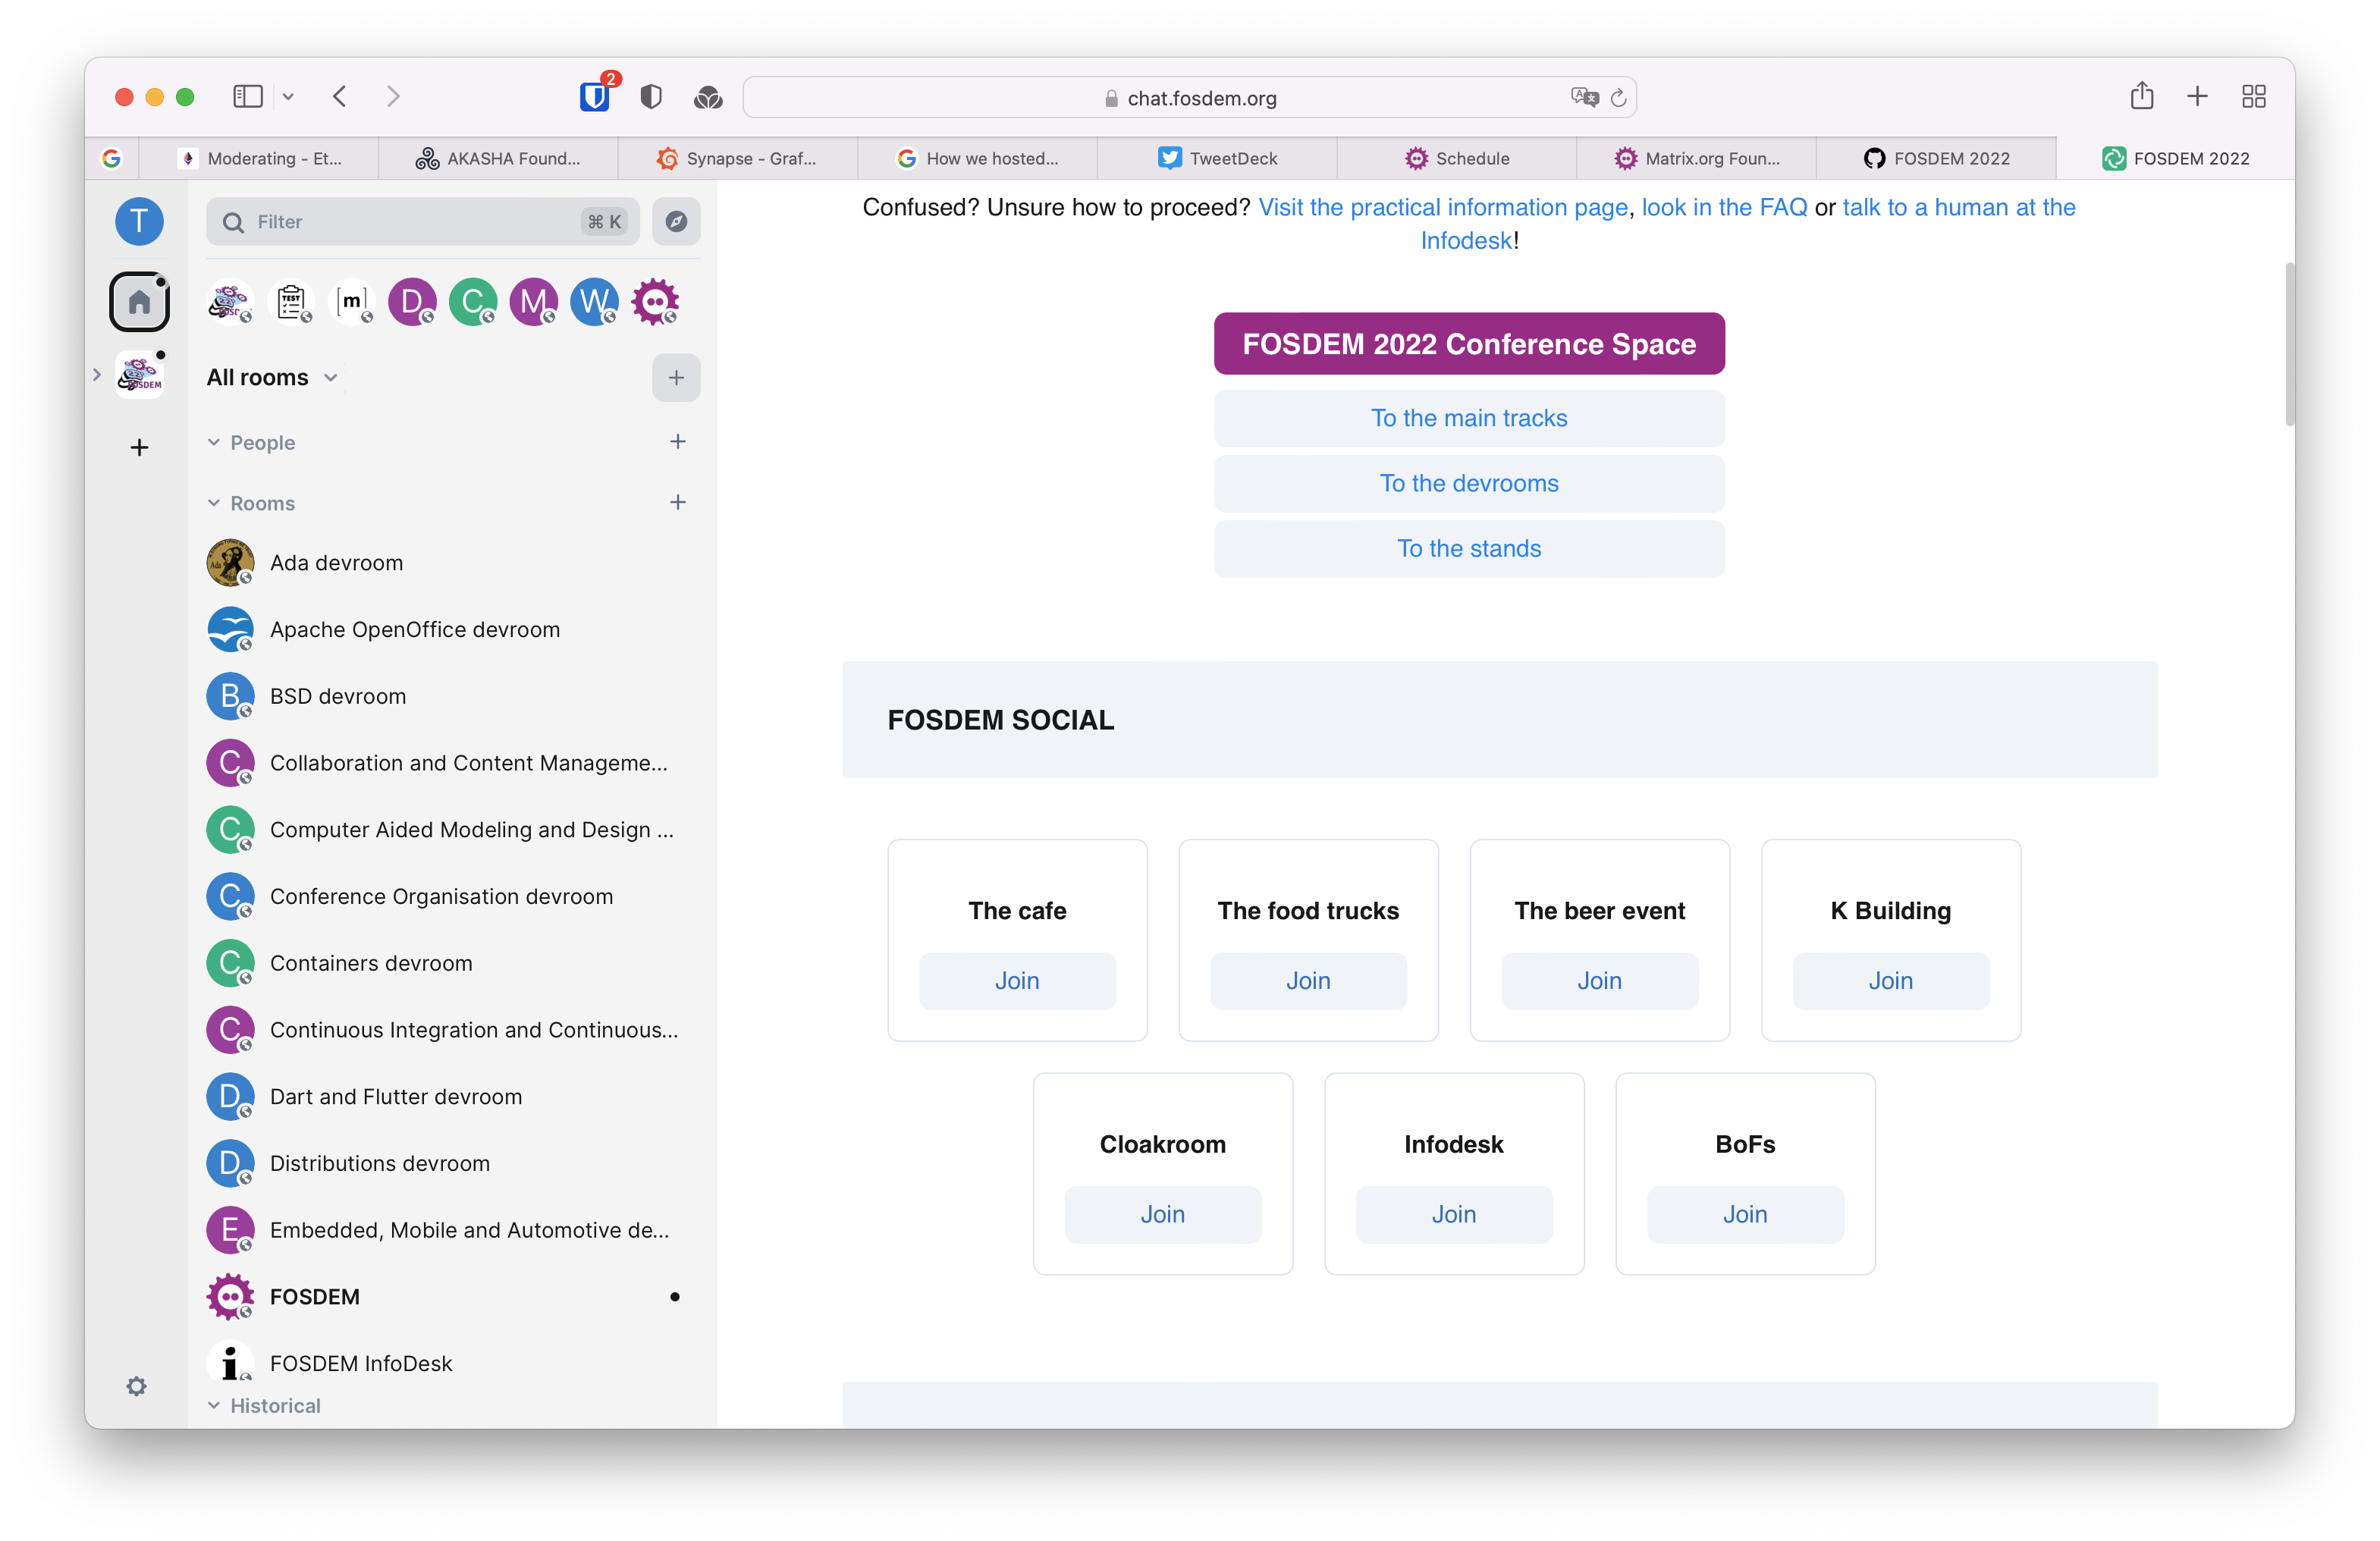 2
chat.fosdem.org
Moderating - Et...
AKASHA Found...
Synapse - Graf...
How we hosted...
TweetDeck
Schedule
Matrix.org Foun...
FOSDEM 2022
FOSDEM 2022
T
Filter
⌘ K
TEST
[m]
D
C
M
W
All rooms
FOSDEM
People
Rooms
Ada devroom
Apache OpenOffice devroom
B
BSD devroom
C
Collaboration and Content Manageme...
C
Computer Aided Modeling and Design ...
C
Conference Organisation devroom
C
Containers devroom
C
Continuous Integration and Continuous...
D
Dart and Flutter devroom
D
Distributions devroom
E
Embedded, Mobile and Automotive de...
FOSDEM
i
FOSDEM InfoDesk
Historical
Confused? Unsure how to proceed? Visit the practical information page, look in the FAQ or talk to a human at the
Infodesk!
FOSDEM 2022 Conference Space
To the main tracks
To the devrooms
To the stands
FOSDEM SOCIAL
The cafe
Join
The food trucks
Join
The beer event
Join
K Building
Join
Cloakroom
Join
Infodesk
Join
BoFs
Join